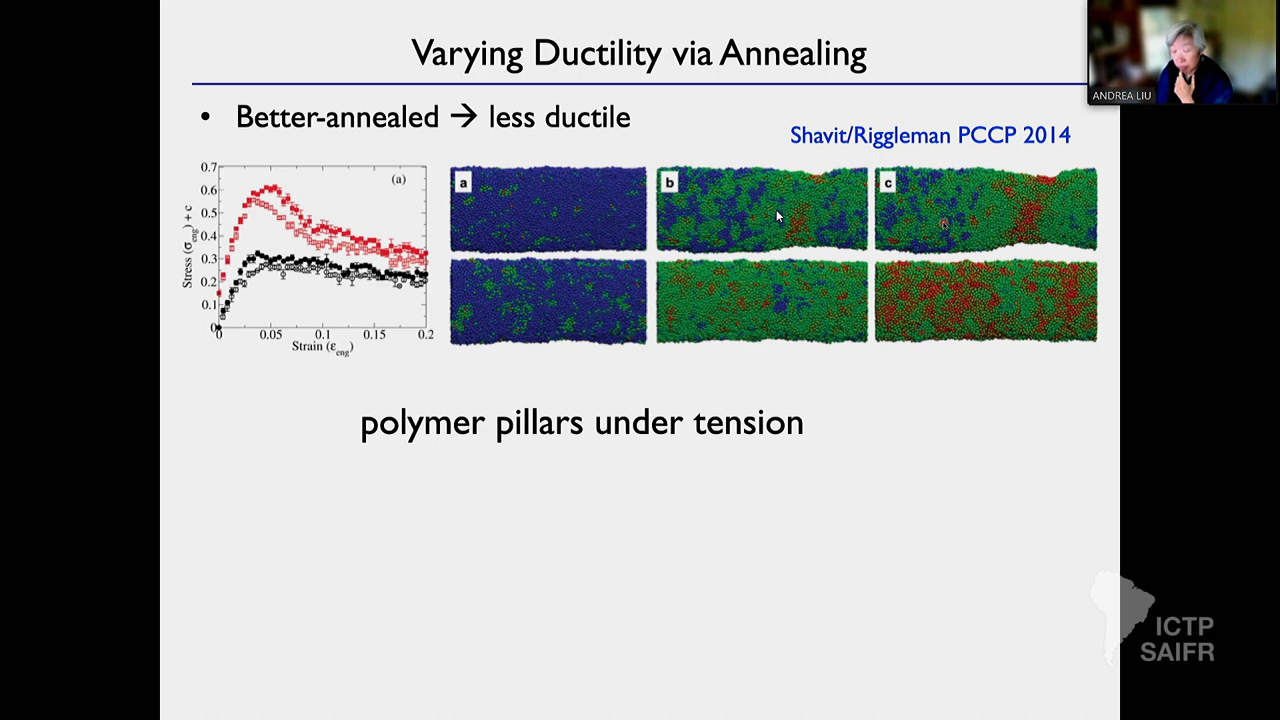 Varying Ductility via Annealing
ANDREA LIU
• Better-annealed → less ductile
Shavit/Riggleman PCCP 2014
0.7
0.6
0.5
0.4
0.3
0.2
0.1
0
Stress (σeng) + c
(a)
0 0.05 0.1 0.15 0.2
Strain (εeng)
a
b
c
polymer pillars under tension
ICTP
SAIFR